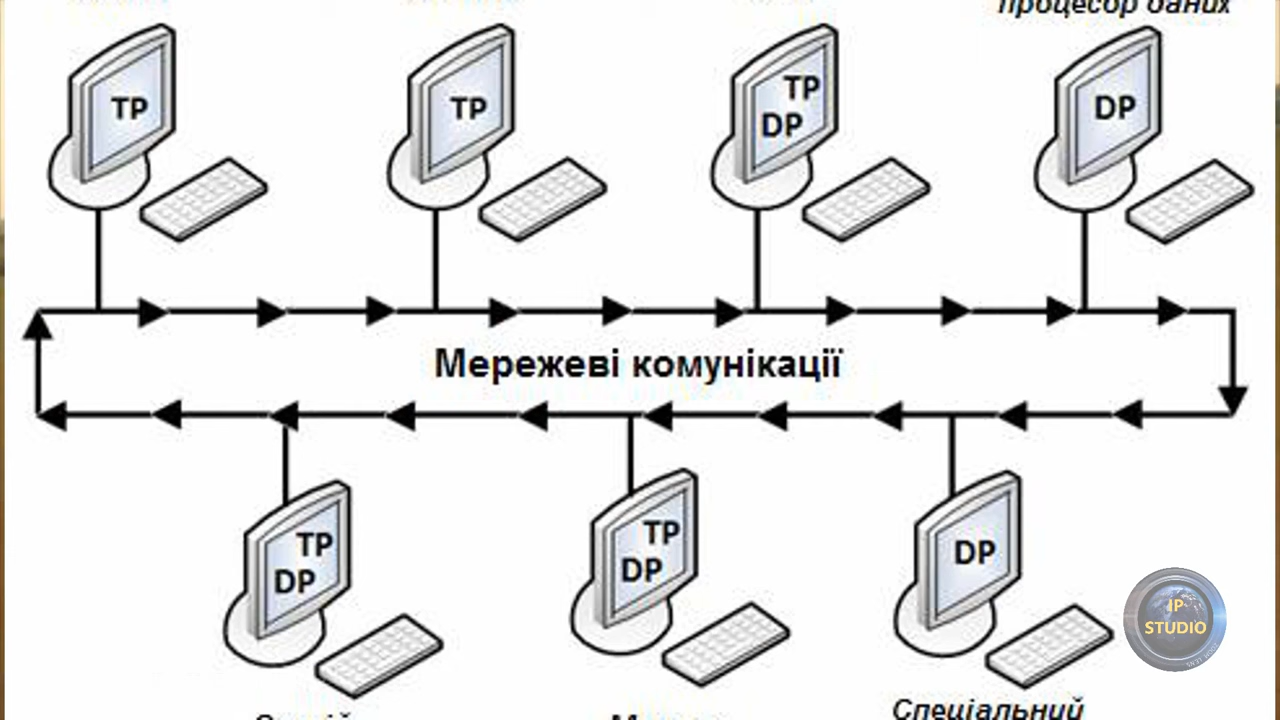 процесор даних
TP
TP
TP
DP
DP
Мережеві комунікації
TP
DP
TP
DP
DP
IP
STUDIO
Спеціальний